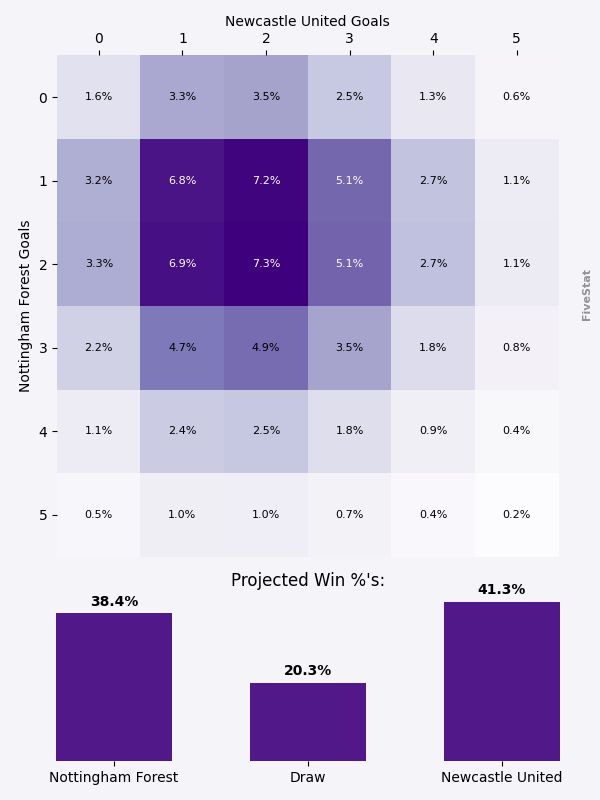 Newcastle United Goals
0 1 2 3 4 5
Nottingham Forest Goals
0 1.6% 3.3% 3.5% 2.5% 1.3% 0.6%
1 3.2% 6.8% 7.2% 5.1% 2.7% 1.1%
2 3.3% 6.9% 7.3% 5.1% 2.7% 1.1%
3 2.2% 4.7% 4.9% 3.5% 1.8% 0.8%
4 1.1% 2.4% 2.5% 1.8% 0.9% 0.4%
5 0.5% 1.0% 1.0% 0.7% 0.4% 0.2%
FiveStat
Projected Win %'s:
38.4% 20.3% 41.3%
Nottingham Forest Draw Newcastle United